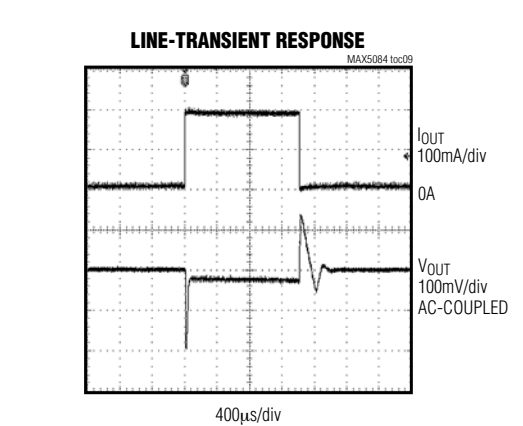 LINE-TRANSIENT RESPONSE
MAX5084 toc09
IOUT
100mA/div
0A
VOUT
100mV/div
AC-COUPLED
400µs/div